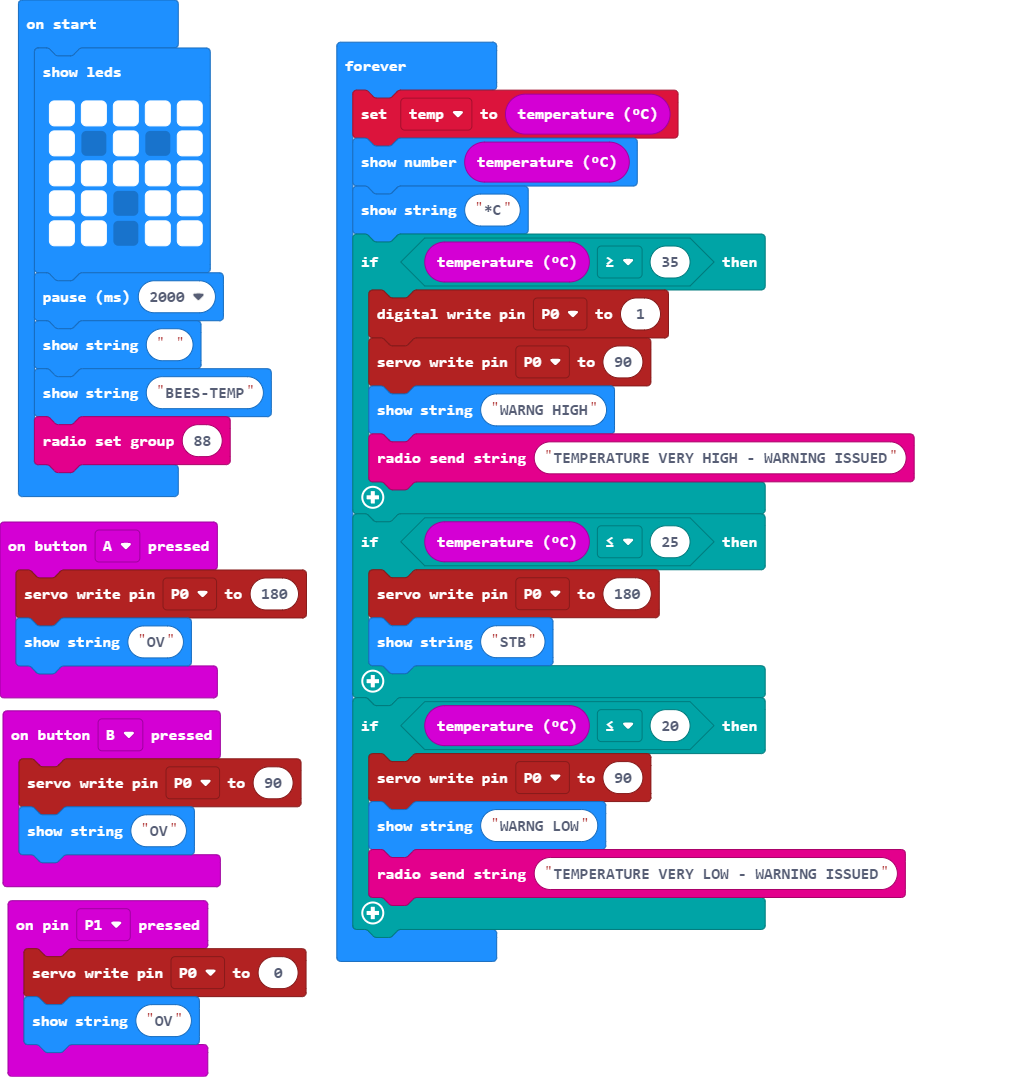 on start
show leds
pause (ms) 2000
show string " "
show string "BEES-TEMP"
radio set group 88
on button A pressed
servo write pin P0 to 180
show string "OV"
on button B pressed
servo write pin P0 to 90
show string "OV"
on pin P1 pressed
servo write pin P0 to 0
show string "OV"
forever
set temp to temperature (ºC)
show number temperature (ºC)
show string "*C"
if temperature (ºC) ≥ 35 then
digital write pin P0 to 1
servo write pin P0 to 90
show string "WARNG HIGH"
radio send string "TEMPERATURE VERY HIGH - WARNING ISSUED"
if temperature (ºC) ≤ 25 then
servo write pin P0 to 180
show string "STB"
if temperature (ºC) ≤ 20 then
servo write pin P0 to 90
show string "WARNG LOW"
radio send string "TEMPERATURE VERY LOW - WARNING ISSUED"